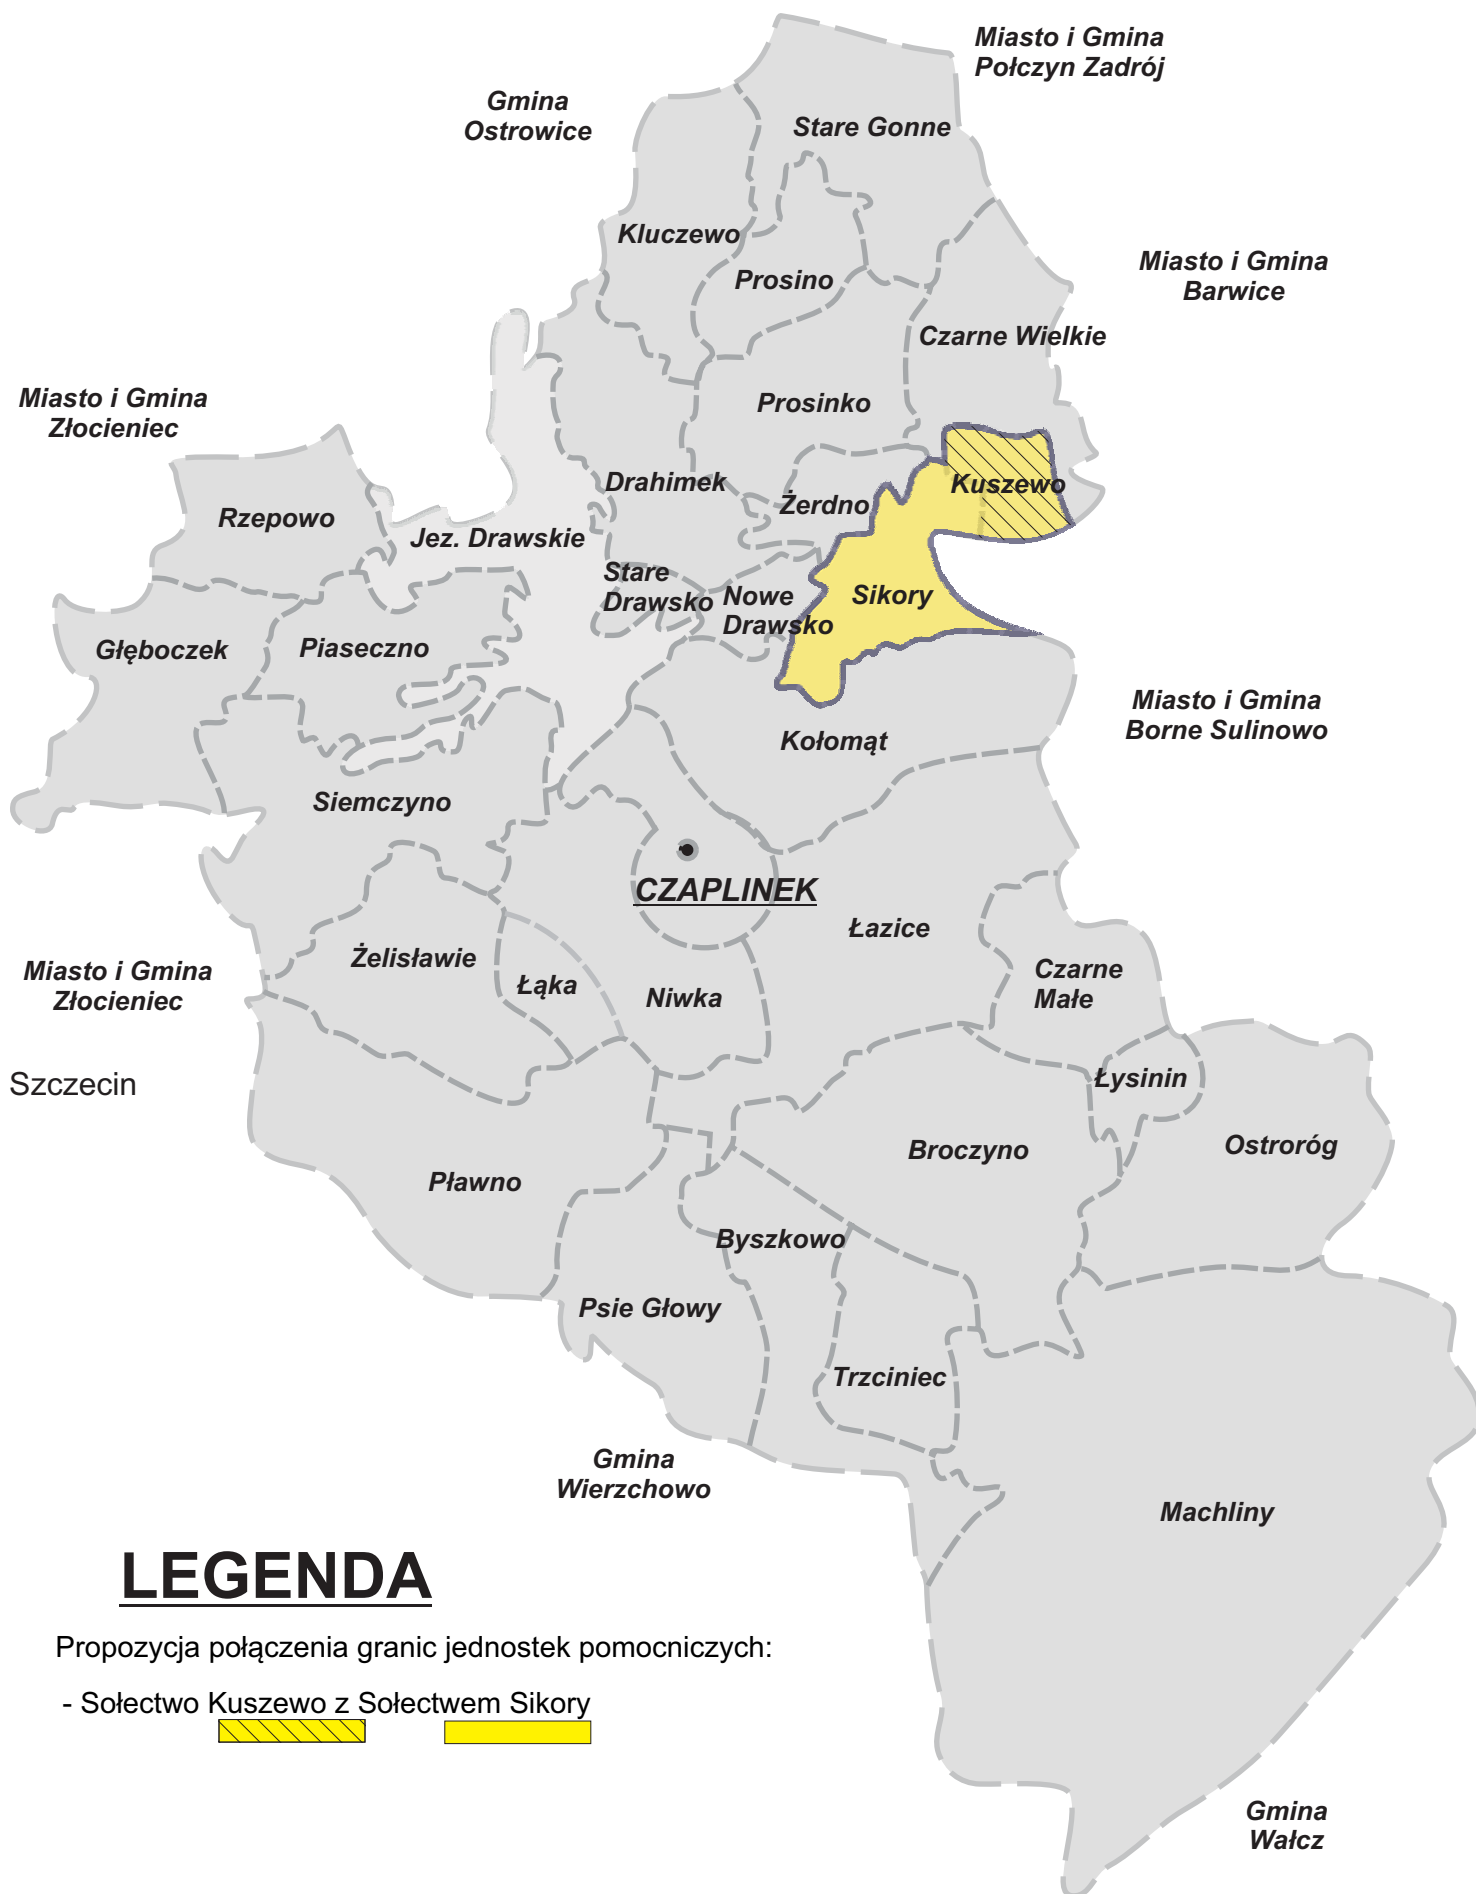 Miasto i Gmina
Połczyn Zadrój
Gmina
Ostrowice
Stare Gonne
Kluczewo
Prosino
Miasto i Gmina
Barwice
Czarne Wielkie
Miasto i Gmina
Złocieniec
Prosinko
Drahimek
Żerdno
Kuszewo
Rzepowo
Jez. Drawskie
Stare
Drawsko
Nowe
Drawsko
Sikory
Głęboczek
Piaseczno
Miasto i Gmina
Borne Sulinowo
Kołomąt
Siemczyno
CZAPLINEK
Łazice
Żelisławie
Miasto i Gmina
Złocieniec
Łąka
Niwka
Czarne
Małe
Szczecin
Łysinin
Broczyno
Ostroróg
Pławno
Byszkowo
Psie Głowy
Trzciniec
Gmina
Wierzchowo
Machliny
LEGENDA
Propozycja połączenia granic jednostek pomocniczych:
- Sołectwo Kuszewo z Sołectwem Sikory
Gmina
Wałcz